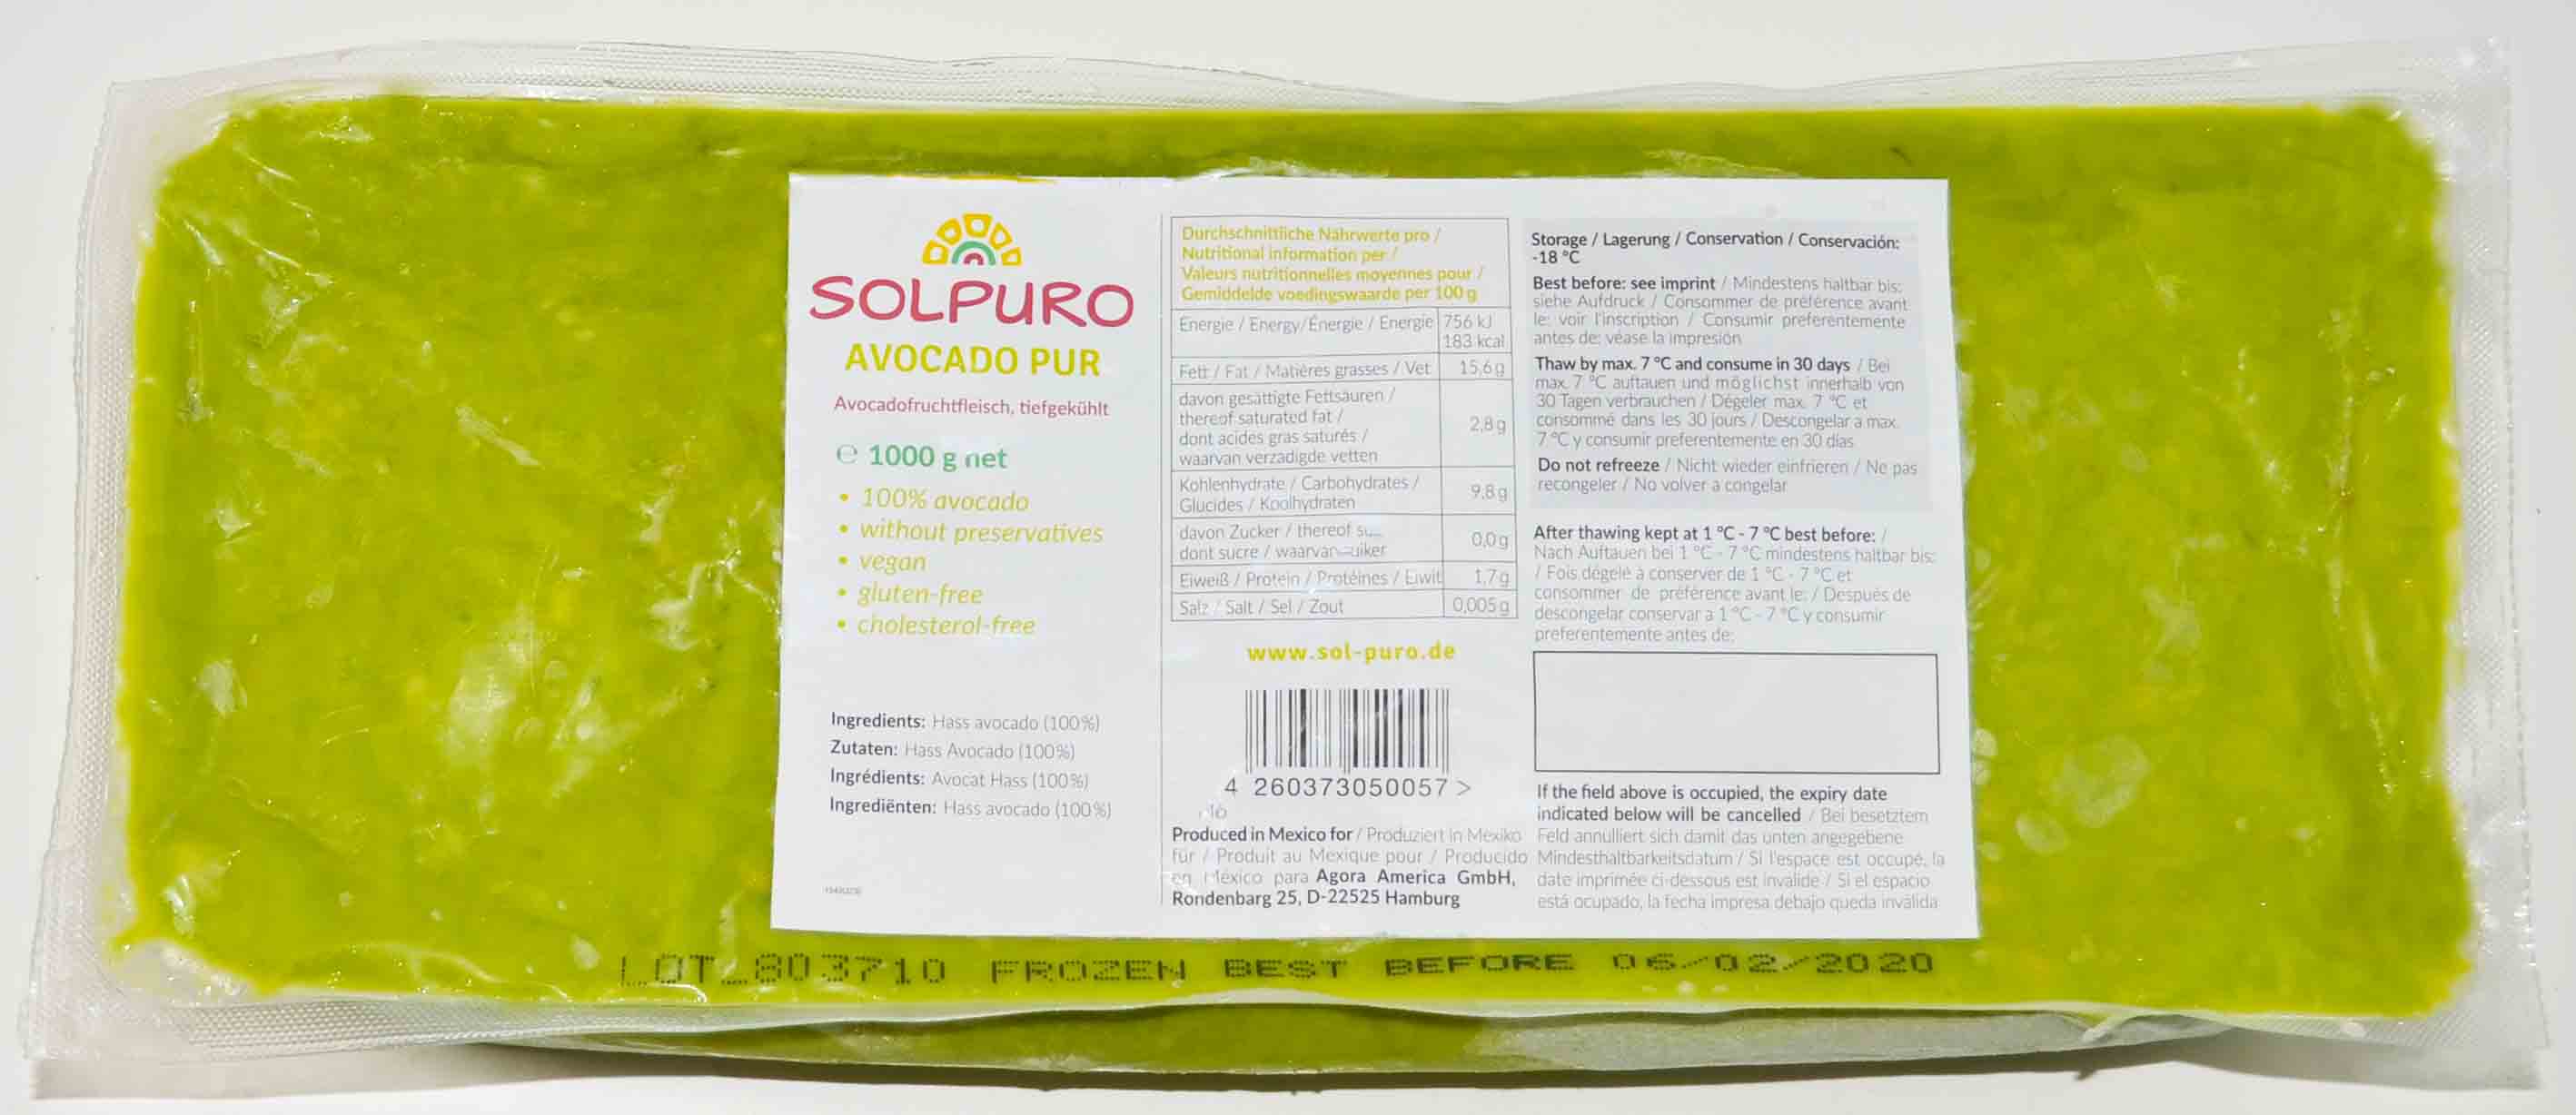 SOLPURO
AVOCADO PUR
Avocadofruchtfleisch, tiefgekühlt
℮ 1000 g net
• 100% avocado
• without preservatives
• vegan
• gluten-free
• cholesterol-free
Ingredients: Hass avocado (100%)
Zutaten: Hass Avocado (100%)
Ingrédients: Avocat Hass (100%)
Ingrediënten: Hass avocado (100%)
Durchschnittliche Nährwerte pro /
Nutritional information per /
Valeurs nutritionnelles moyennes pour /
Gemiddelde voedingswaarde per 100 g
Energie / Energy/Énergie / Energie 756 kJ
183 kcal
Fett / Fat / Matières grasses / Vet 15,6 g
davon gesättigte Fettsäuren /
thereof saturated fat /
dont acides gras saturés /
waarvan verzadigde vetten
2,8 g
Kohlenhydrate / Carbohydrates /
Glucides / Koolhydraten
9,8 g
davon Zucker / thereof
dont sucre / waarvan
0,0 g
Eiweiß / Protein / Protéines / Eiwit 1,7 g
Salz / Salt / Sel / Zout 0,005 g
www.sol-puro.de
4 260373050057 >
Produced in Mexico for / Produziert in Mexiko
für / Produit au Mexique pour / Producido
en México para Agora America GmbH,
Rondenbarg 25, D-22525 Hamburg
Storage / Lagerung / Conservation / Conservación:
-18 °C
Best before: see imprint / Mindestens haltbar bis:
siehe Aufdruck / Consommer de préférence avant
le: voir l'inscription / Consumir preferentemente
antes de: véase la impresión
Thaw by max. 7 °C and consume in 30 days / Bei
max. 7 °C auftauen und möglichst innerhalb von
30 Tagen verbrauchen / Dégeler max. 7 °C et
consommé dans les 30 jours / Descongelar a max.
7 °C y consumir preferentemente en 30 días
Do not refreeze / Nicht wieder einfrieren / Ne pas
recongeler / No volver a congelar
After thawing kept at 1 °C - 7 °C best before: /
Nach Auftauen bei 1 °C - 7 °C mindestens haltbar bis:
/ Fois dégelé à conserver de 1 °C - 7 °C et
consommer de préférence avant le: / Después de
descongelar conservar a 1 °C - 7 °C y consumir
preferentemente antes de:
If the field above is occupied, the expiry date
indicated below will be cancelled / Bei besetztem
Feld annulliert sich damit das unten angegebene
Mindesthaltbarkeitsdatum / Si l'espace est occupé, la
date imprimée ci-dessous est invalide / Si el espacio
está ocupado, la fecha impresa debajo queda inválida
LOT_803710 FROZEN BEST BEFORE 06/02/2020